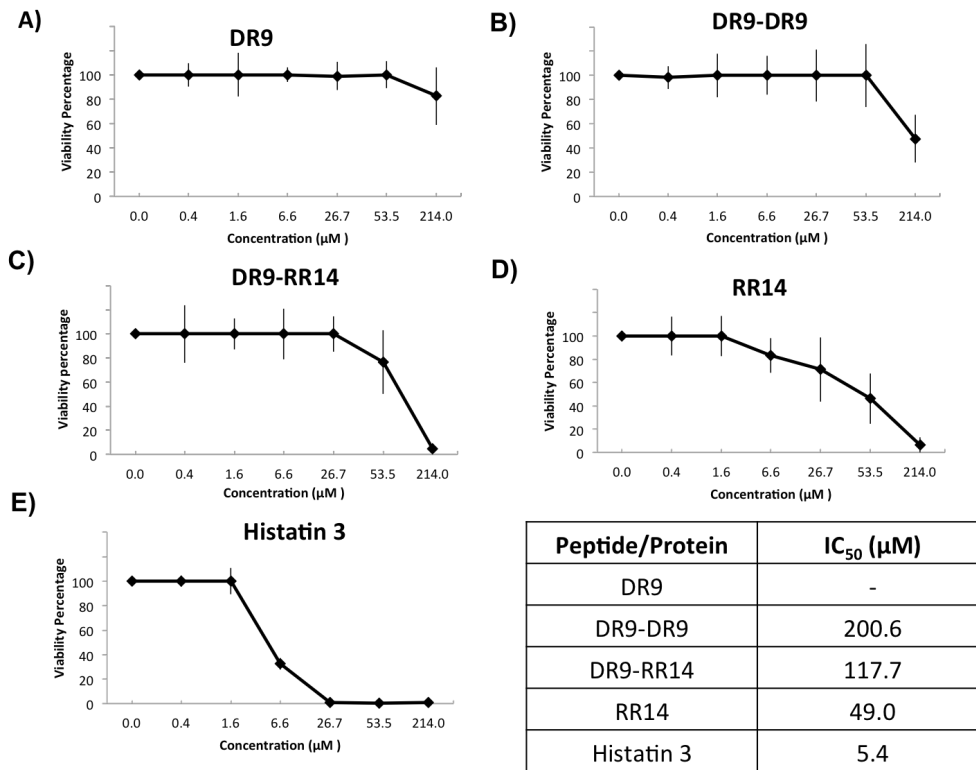 A)
DR9
Viability Percentage
100
80
60
40
20
0
0.0 0.4 1.6 6.6 26.7 53.5 214.0
Concentration (µM )
B)
DR9-DR9
Viability Percentage
100
80
60
40
20
0
0.0 0.4 1.6 6.6 26.7 53.5 214.0
Concentration (µM )
C)
DR9-RR14
Viability percentage
100
80
60
40
20
0
0.0 0.4 1.6 6.6 26.7 53.5 214.0
Concentration (µM )
D)
RR14
Viability Percentage
100
80
60
40
20
0
0.0 0.4 1.6 6.6 26.7 53.5 214.0
Concentration (µM )
E)
Histatin 3
Viability Percentage
100
80
60
40
20
0
0.0 0.4 1.6 6.6 26.7 53.5 214.0
Concentration (µM )
Peptide/Protein IC50 (µM)
DR9 -
DR9-DR9 200.6
DR9-RR14 117.7
RR14 49.0
Histatin 3 5.4